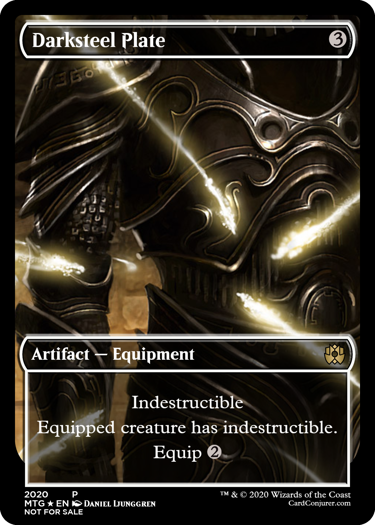 Darksteel Plate 3
Artifact — Equipment
Indestructible
Equipped creature has indestructible.
Equip 2
2020 P
MTG ★ EN Daniel Ljunggren
NOT FOR SALE
™ & © 2020 Wizards of the Coast
CardConjurer.com